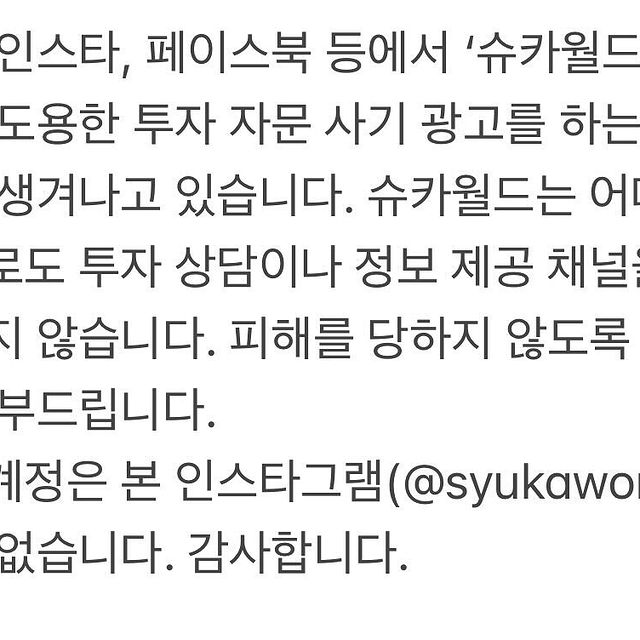 인스타, 페이스북 등에서 ‘슈카월드
도용한 투자 자문 사기 광고를 하는
생겨나고 있습니다. 슈카월드는 어
로도 투자 상담이나 정보 제공 채널을
지 않습니다. 피해를 당하지 않도록
부드립니다.
계정은 본 인스타그램(@syukawor
없습니다. 감사합니다.